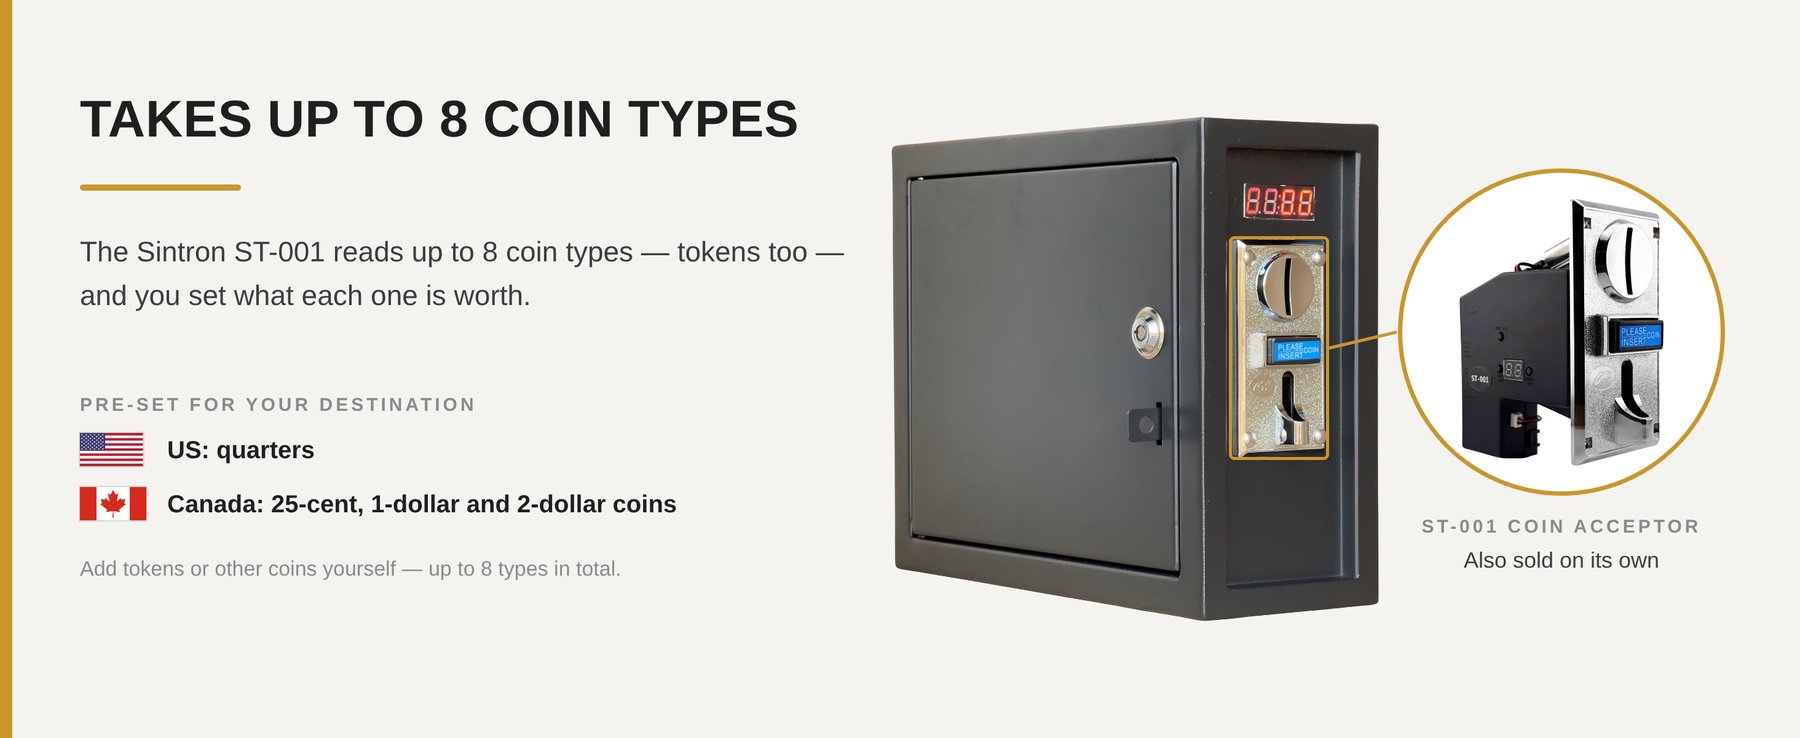 TAKES UP TO 8 COIN TYPES
The Sintron ST-001 reads up to 8 coin types — tokens too —
and you set what each one is worth.
PRE-SET FOR YOUR DESTINATION
US: quarters
Canada: 25-cent, 1-dollar and 2-dollar coins
Add tokens or other coins yourself — up to 8 types in total.
88:88
PLEASE
INSERT COIN
PLEASE
INSERT COIN
88
ST-001
ST-001 COIN ACCEPTOR
Also sold on its own